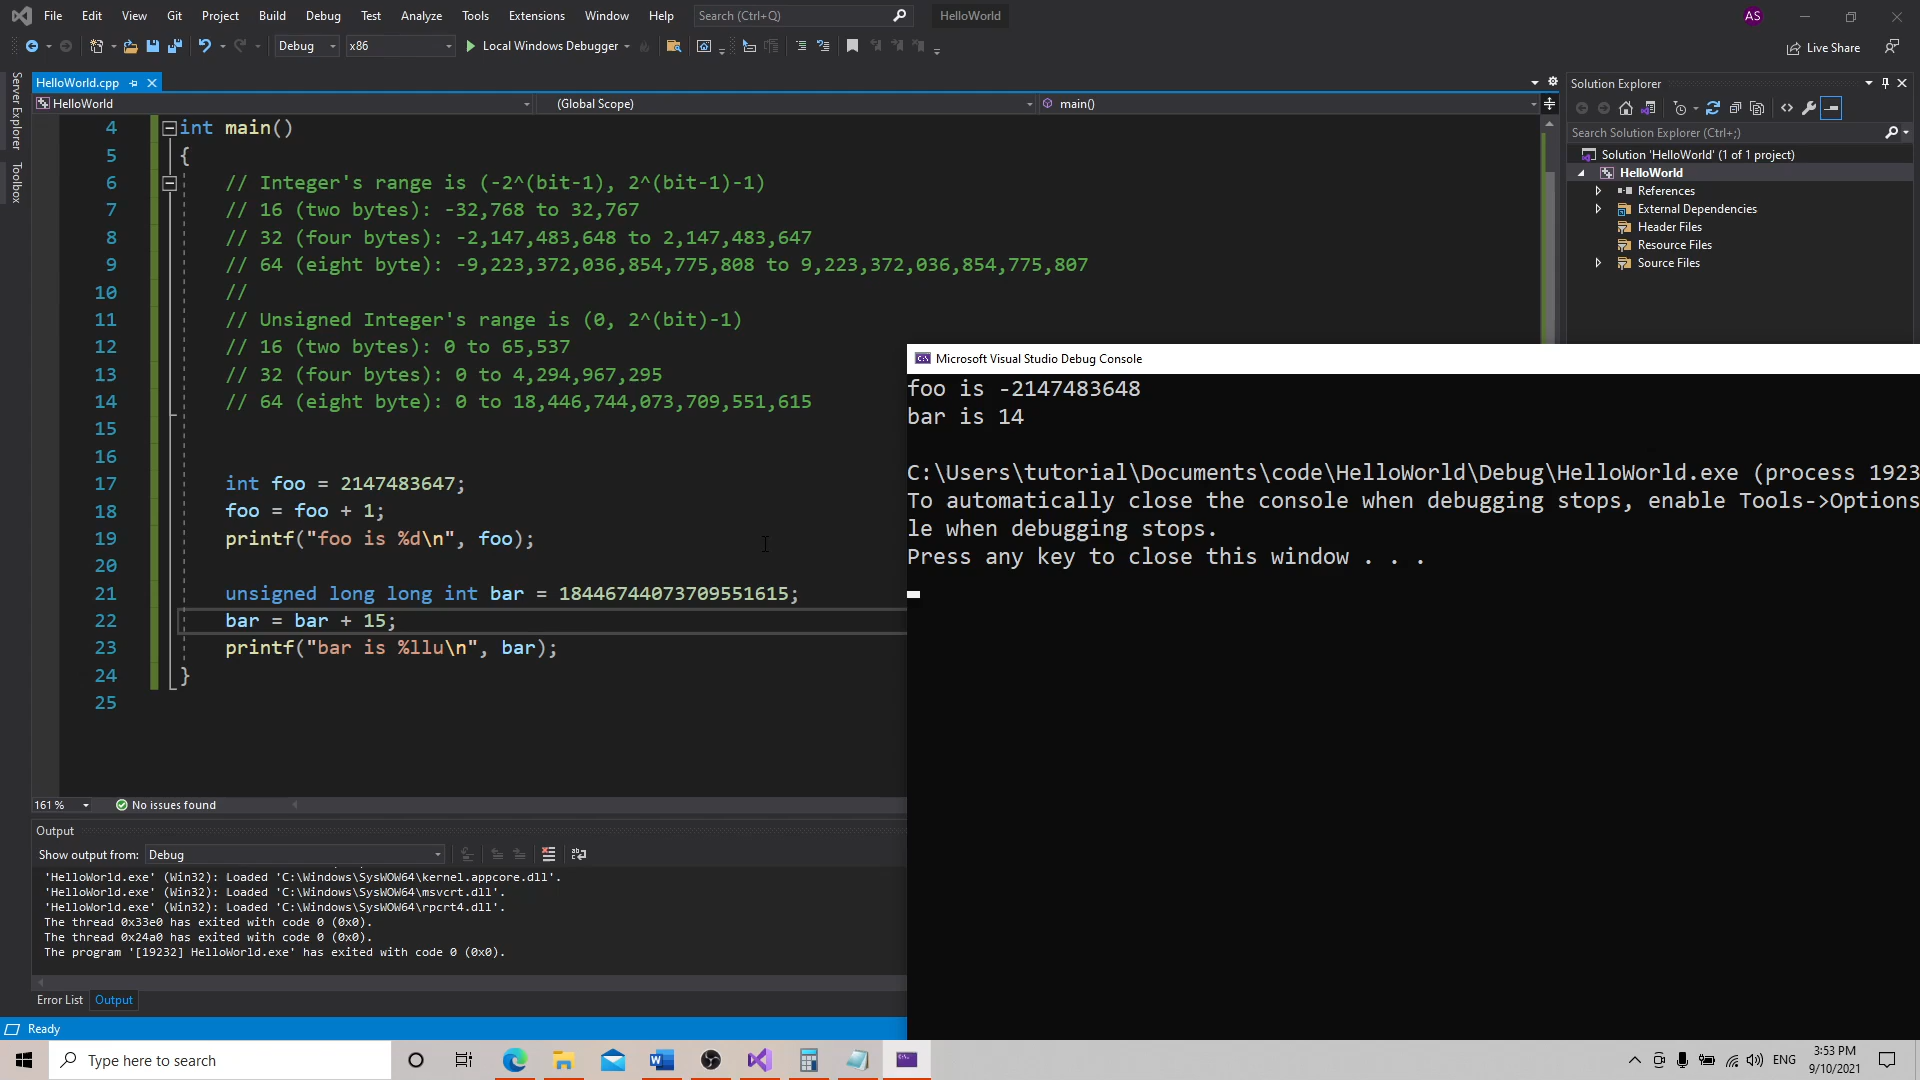 File Edit View Git Project Build Debug Test Analyze Tools Extensions Window Help Search (Ctrl+Q) HelloWorld AS
Debug x86 Local Windows Debugger Live Share
Server Explorer
Toolbox
HelloWorld.cpp
HelloWorld (Global Scope) main()
4 int main()
5 {
6 // Integer's range is (-2^(bit-1), 2^(bit-1)-1)
7 // 16 (two bytes): -32,768 to 32,767
8 // 32 (four bytes): -2,147,483,648 to 2,147,483,647
9 // 64 (eight byte): -9,223,372,036,854,775,808 to 9,223,372,036,854,775,807
10 //
11 // Unsigned Integer's range is (0, 2^(bit)-1)
12 // 16 (two bytes): 0 to 65,537
13 // 32 (four bytes): 0 to 4,294,967,295
14 // 64 (eight byte): 0 to 18,446,744,073,709,551,615
15
16
17 int foo = 2147483647;
18 foo = foo + 1;
19 printf("foo is %d\n", foo);
20
21 unsigned long long int bar = 18446744073709551615;
22 bar = bar + 15;
23 printf("bar is %llu\n", bar);
24 }
25
161 % No issues found
Output
Show output from: Debug
'HelloWorld.exe' (Win32): Loaded 'C:\Windows\SysWOW64\kernel.appcore.dll'.
'HelloWorld.exe' (Win32): Loaded 'C:\Windows\SysWOW64\msvcrt.dll'.
'HelloWorld.exe' (Win32): Loaded 'C:\Windows\SysWOW64\rpcrt4.dll'.
The thread 0x33e0 has exited with code 0 (0x0).
The thread 0x24a0 has exited with code 0 (0x0).
The program '[19232] HelloWorld.exe' has exited with code 0 (0x0).
Error List Output
Ready
Solution Explorer
Search Solution Explorer (Ctrl+;)
Solution 'HelloWorld' (1 of 1 project)
HelloWorld
References
External Dependencies
Header Files
Resource Files
Source Files
Microsoft Visual Studio Debug Console
foo is -2147483648
bar is 14
C:\Users\tutorial\Documents\code\HelloWorld\Debug\HelloWorld.exe (process 1923
To automatically close the console when debugging stops, enable Tools->Options
le when debugging stops.
Press any key to close this window . . .
Type here to search
ENG
3:53 PM
9/10/2021